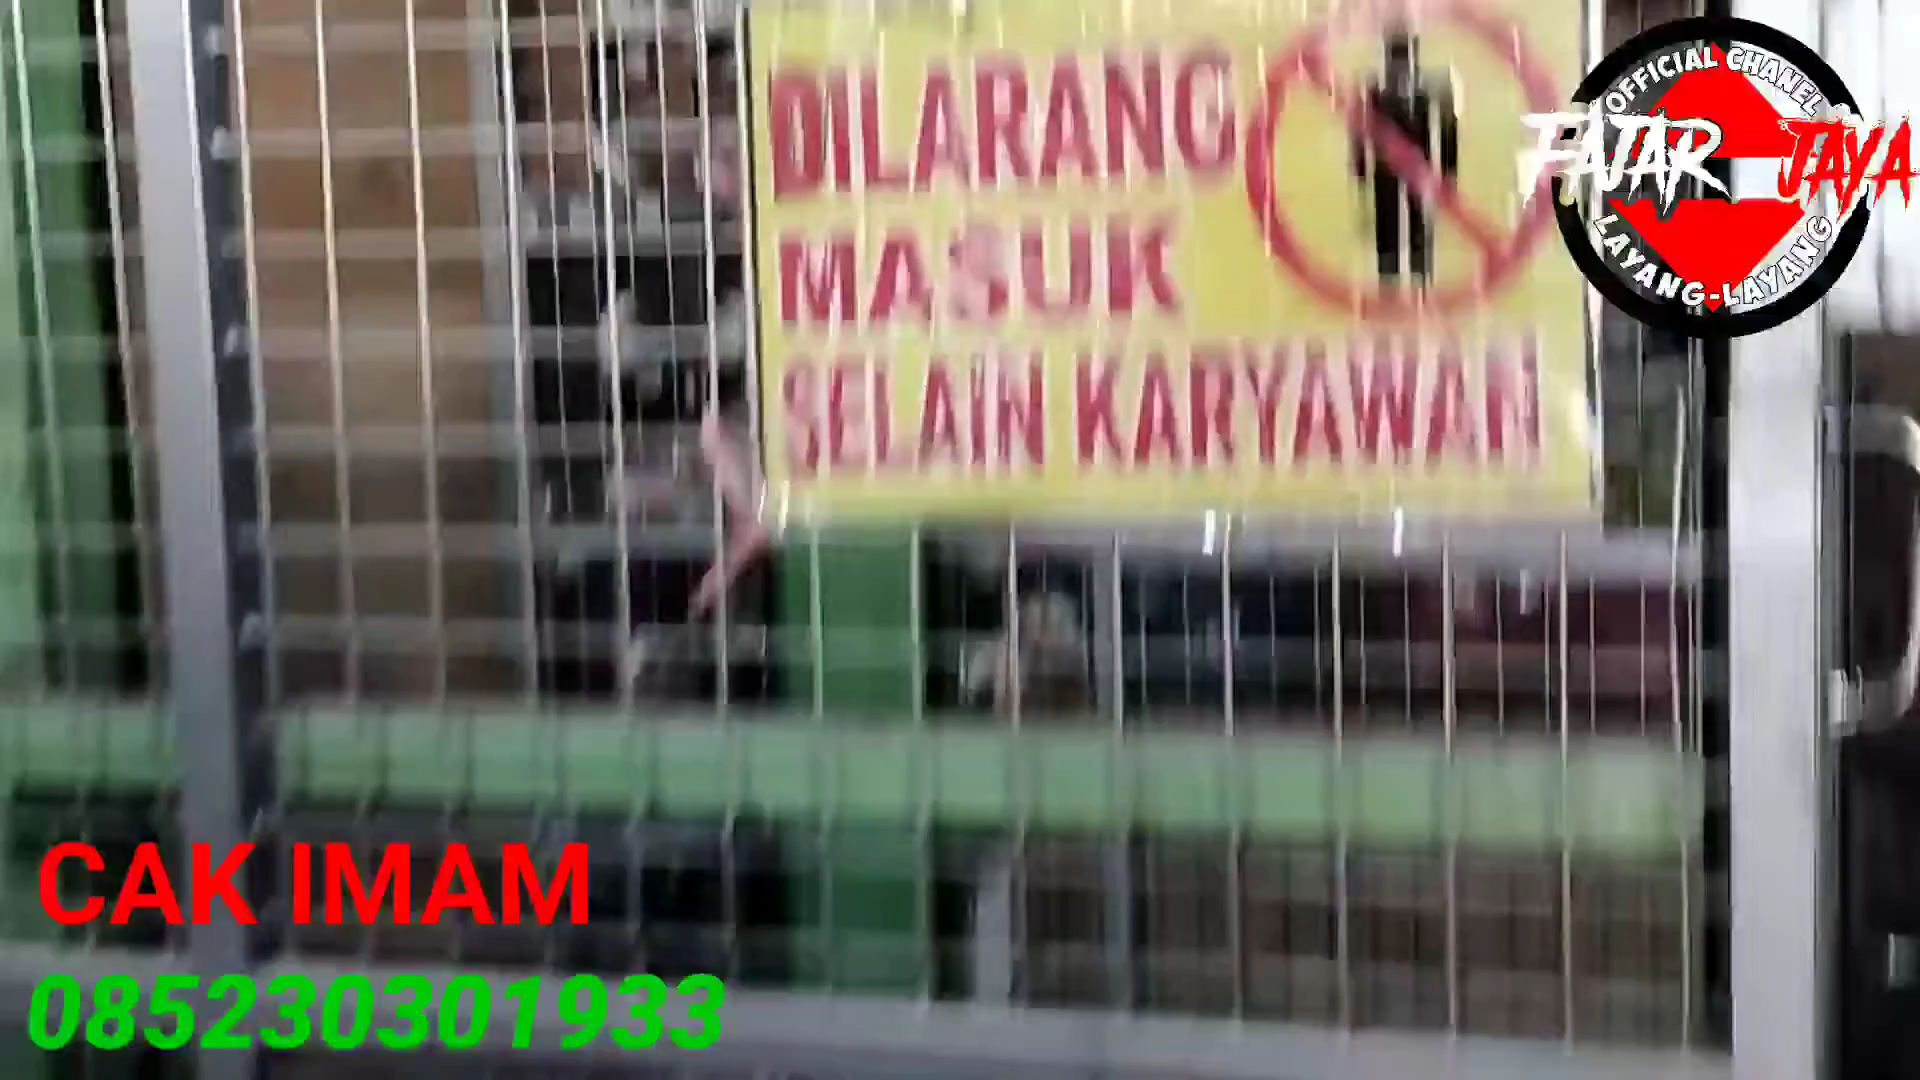 DILARANG
MASUK
SELAIN KARYAWAN
OFFICIAL CHANEL
FAJAR JAYA
LAYANG-LAYANG
CAK IMAM
085230301933